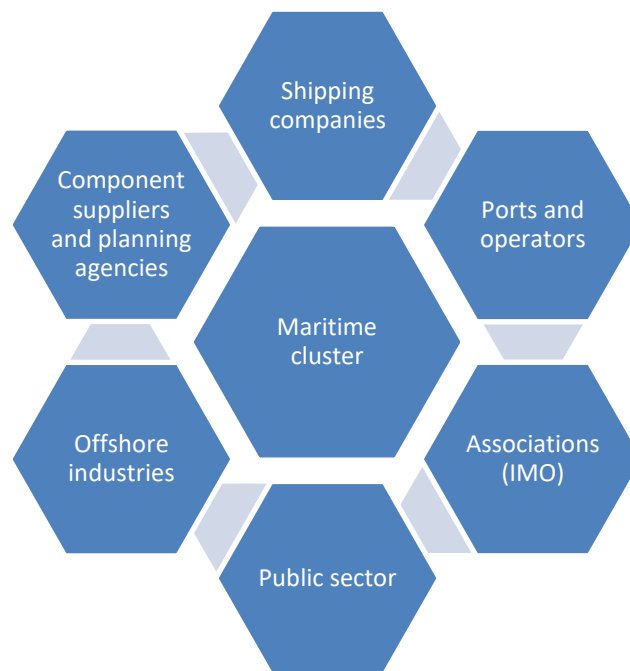 Shipping
companies
Component
suppliers
and planning
agencies
Ports and
operators
Maritime
cluster
Offshore
industries
Associations
(IMO)
Public sector